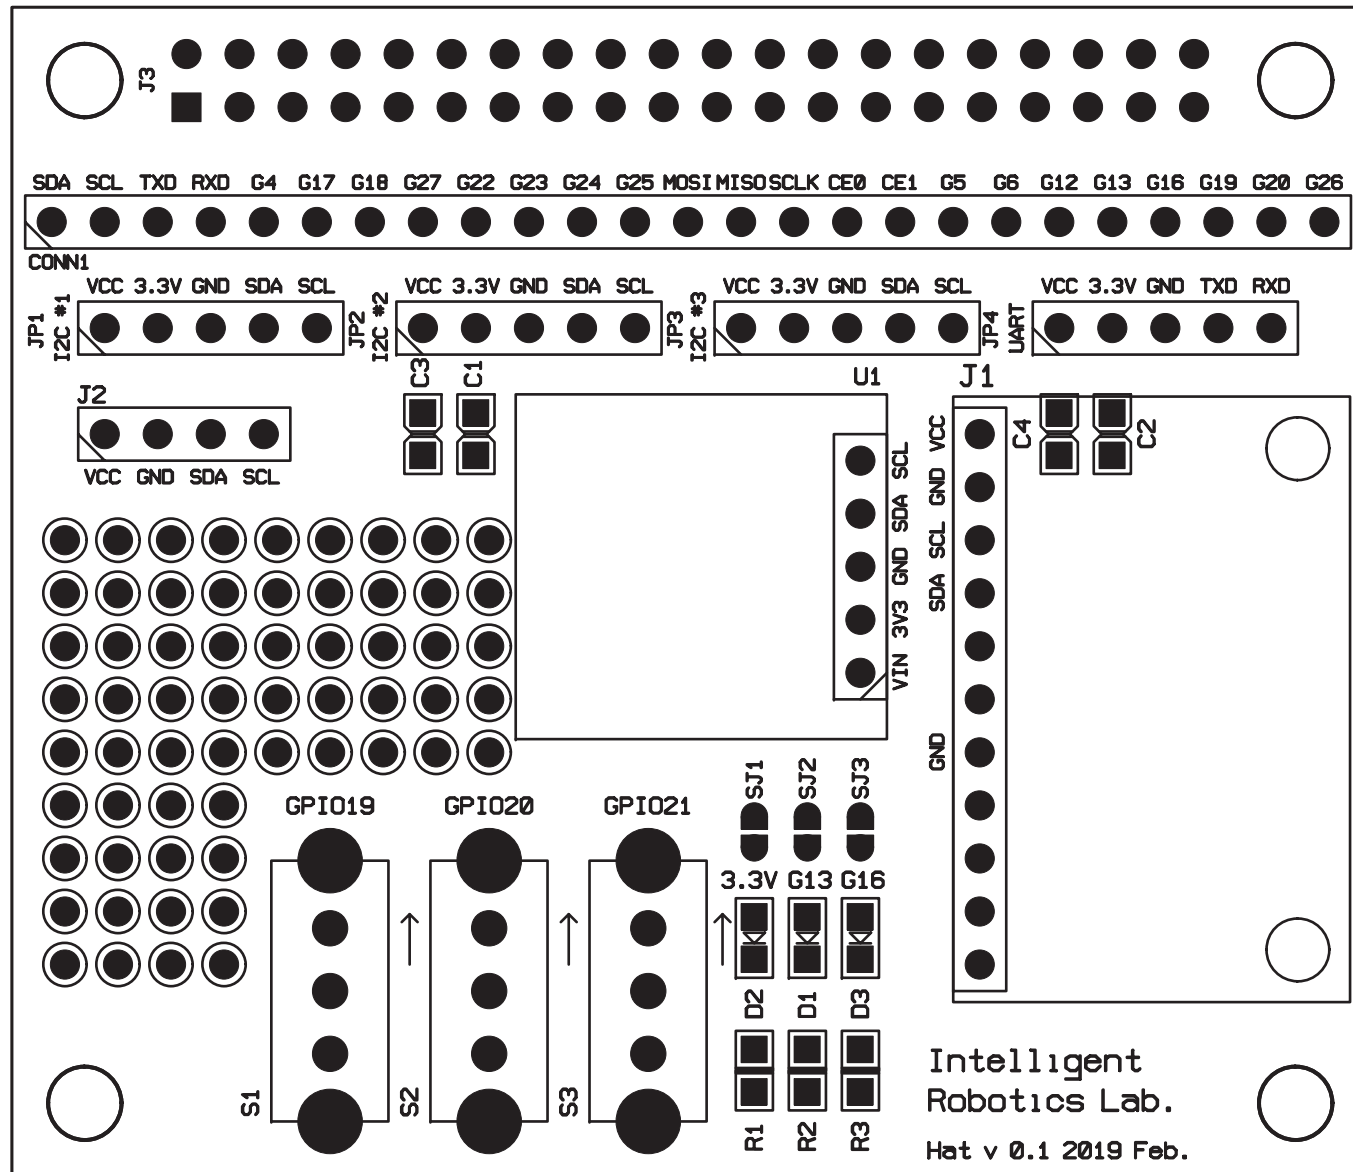 J3
SDA SCL TXD RXD G4 G17 G18 G27 G22 G23 G24 G25 MOSI MISO SCLK CE0 CE1 G5 G6 G12 G13 G16 G19 G20 G26
CONN1
JP1
I2C #1
VCC 3.3V GND SDA SCL
JP2
I2C #2
VCC 3.3V GND SDA SCL
JP3
I2C #3
VCC 3.3V GND SDA SCL
JP4
UART
VCC 3.3V GND TXD RXD
J2
VCC GND SDA SCL
C3
C1
U1
SCL
SDA
GND
3V3
VIN
J1
VCC
GND
SCL
SDA
GND
C4
C2
GPIO19
GPIO20
GPIO21
SJ1
SJ2
SJ3
3.3V G13 G16
D2
D1
D3
S1
S2
S3
R1
R2
R3
Intelligent
Robotics Lab.
Hat v 0.1 2019 Feb.